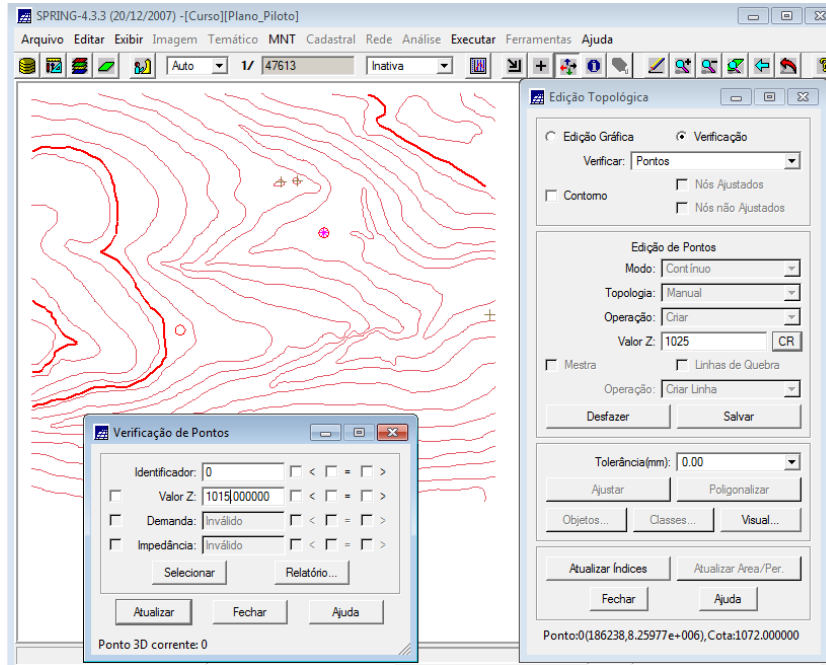 SPRING-4.3.3 (20/12/2007) -[Curso][Plano_Piloto]
Arquivo Editar Exibir Imagem Temático MNT Cadastral Rede Análise Executar Ferramentas Ajuda
Auto 1/ 47613 Inativa
Edição Topológica
Edição Gráfica Verificação
Verificar: Pontos
Contorno
Nós Ajustados
Nós não Ajustados
Edição de Pontos
Modo: Contínuo
Topologia: Manual
Operação: Criar
Valor Z: 1025 CR
Mestra Linhas de Quebra
Operação: Criar Linha
Desfazer Salvar
Tolerância(mm): 0.00
Ajustar Poligonalizar
Objetos... Classes... Visual...
Atualizar Índices Atualizar Area/Per.
Fechar Ajuda
Ponto:0(186238,8.25977e+006),Cota:1072.000000
Verificação de Pontos
Identificador: 0 < = >
Valor Z: 1015.000000 < = >
Demanda: Inválido < = >
Impedância: Inválido < = >
Selecionar Relatório...
Atualizar Fechar Ajuda
Ponto 3D corrente: 0